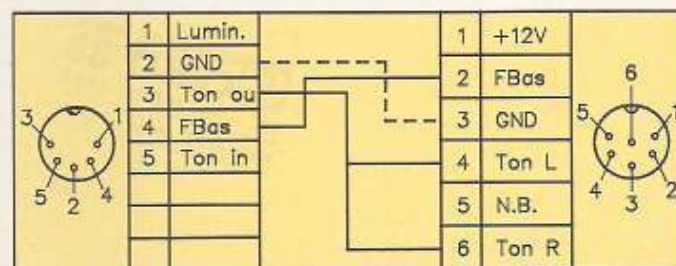 1 Lumin.
2 GND
3 Ton ou
4 FBas
5 Ton in
3 1
5 2 4
1 +12V
2 FBas
3 GND
4 Ton L
5 N.B.
6 Ton R
6
5 1
4 3 2